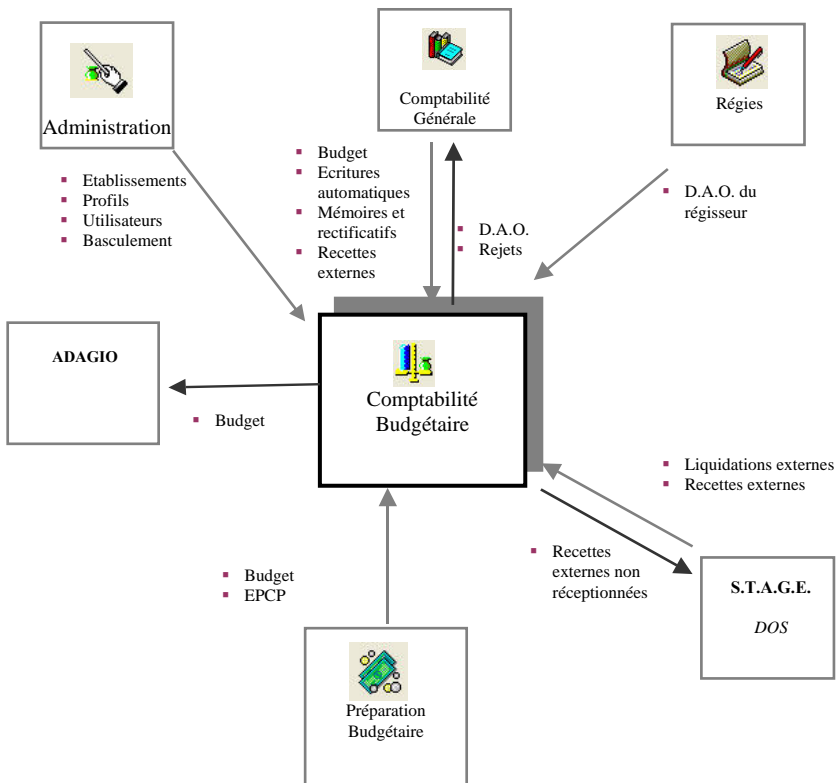 Administration
Comptabilité
Générale
Régies
▪ Etablissements
▪ Profils
▪ Utilisateurs
▪ Basculement
▪ Budget
▪ Ecritures
automatiques
▪ Mémoires et
rectificatifs
▪ Recettes
externes
▪ D.A.O.
▪ Rejets
▪ D.A.O. du
régisseur
ADAGIO
▪ Budget
Comptabilité
Budgétaire
▪ Liquidations externes
▪ Recettes externes
▪ Recettes
externes non
réceptionnées
S.T.A.G.E.
DOS
▪ Budget
▪ EPCP
Préparation
Budgétaire